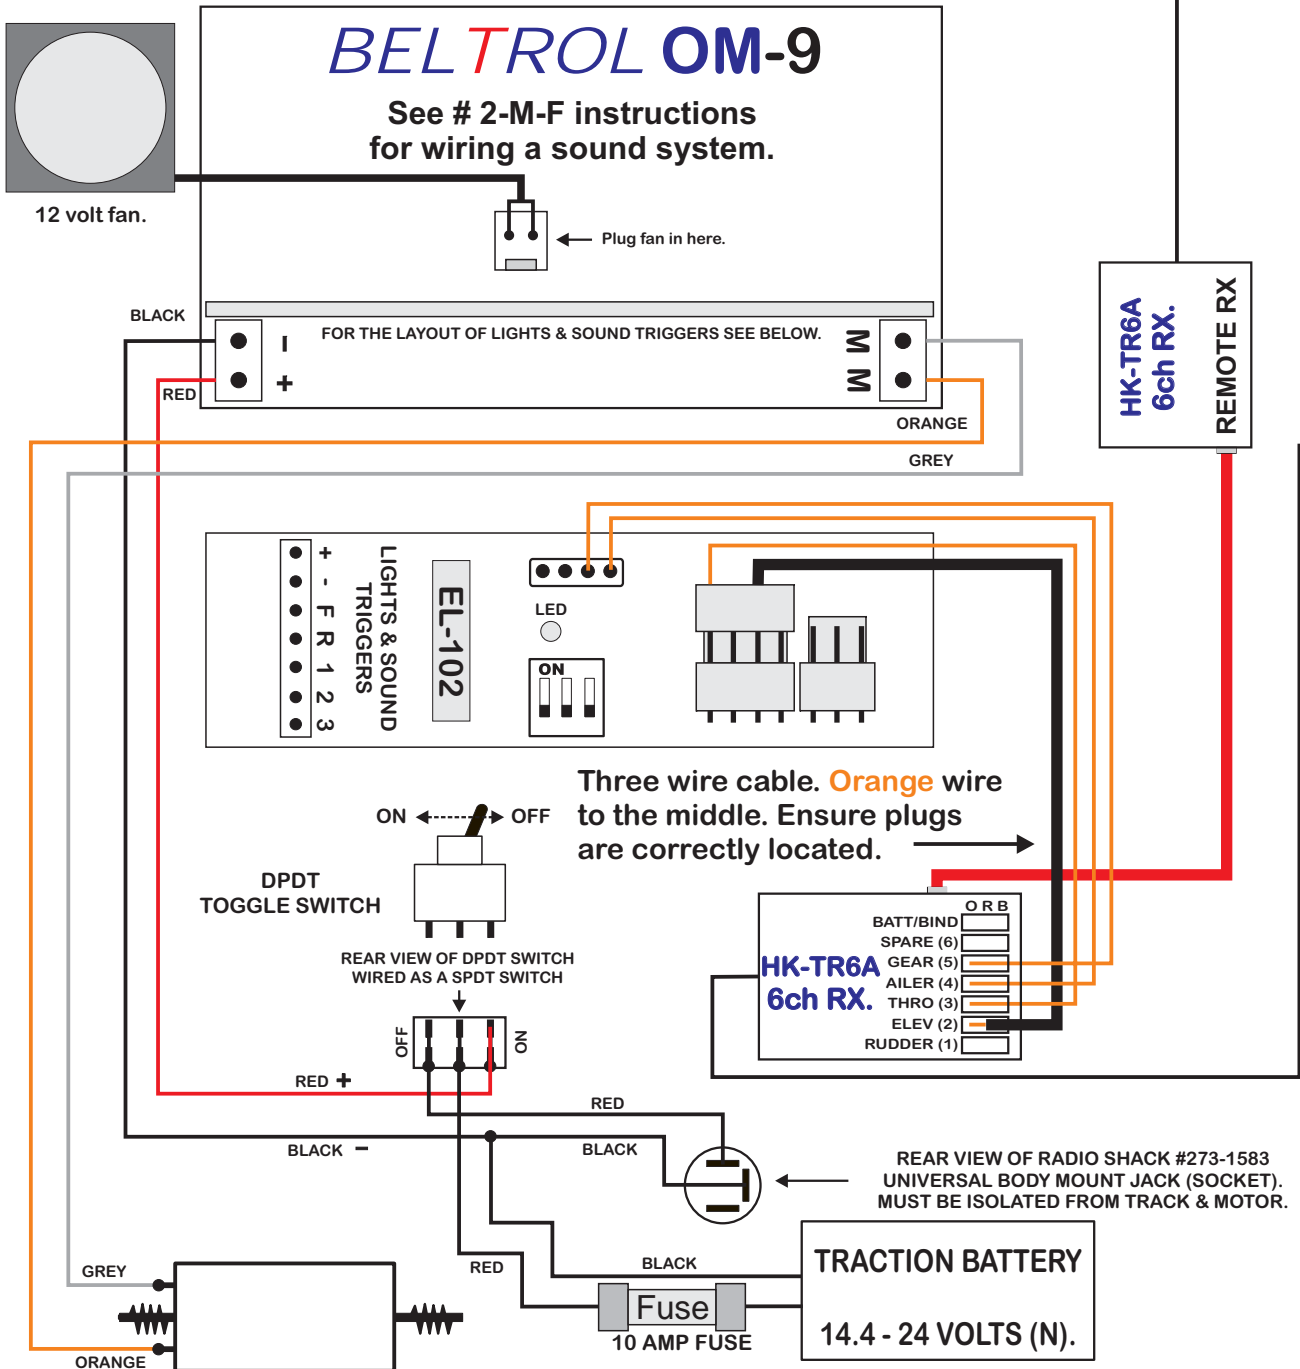 BELTROL OM-9
See # 2-M-F instructions
for wiring a sound system.
12 volt fan.
Plug fan in here.
BLACK
FOR THE LAYOUT OF LIGHTS & SOUND TRIGGERS SEE BELOW.
-
+
M
M
RED
ORANGE
GREY
HK-TR6A
6ch RX.
REMOTE RX
+
-
F
R
1
2
3
LIGHTS & SOUND
TRIGGERS
EL-102
LED
ON
Three wire cable. Orange wire
to the middle. Ensure plugs
are correctly located.
ON
OFF
DPDT
TOGGLE SWITCH
REAR VIEW OF DPDT SWITCH
WIRED AS A SPDT SWITCH
OFF
ON
HK-TR6A
6ch RX.
O R B
BATT/BIND
SPARE (6)
GEAR (5)
AILER (4)
THRO (3)
ELEV (2)
RUDDER (1)
RED +
RED
BLACK -
BLACK
REAR VIEW OF RADIO SHACK #273-1583
UNIVERSAL BODY MOUNT JACK (SOCKET).
MUST BE ISOLATED FROM TRACK & MOTOR.
GREY
RED
BLACK
Fuse
10 AMP FUSE
TRACTION BATTERY
14.4 - 24 VOLTS (N).
ORANGE